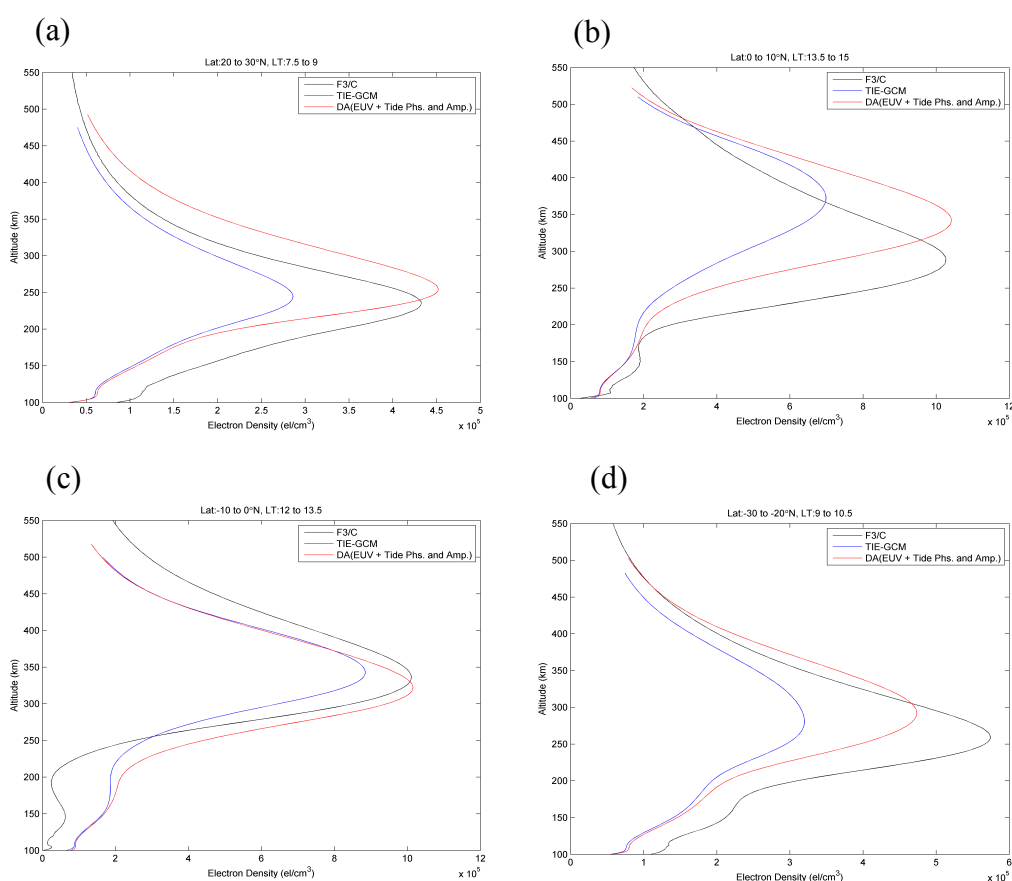 (a)
Lat:20 to 30°N, LT:7.5 to 9
F3/C
TIE-GCM
DA(EUV + Tide Phs. and Amp.)
550
500
450
400
350
300
250
200
150
100
Altitude (km)
0 0.5 1 1.5 2 2.5 3 3.5 4 4.5 5
Electron Density (el/cm³)
x 10⁵
(b)
Lat:0 to 10°N, LT:13.5 to 15
F3/C
TIE-GCM
DA(EUV + Tide Phs. and Amp.)
550
500
450
400
350
300
250
200
150
100
Altitude (km)
0 2 4 6 8 10 12
Electron Density (el/cm³)
x 10⁵
(c)
Lat:-10 to 0°N, LT:12 to 13.5
F3/C
TIE-GCM
DA(EUV + Tide Phs. and Amp.)
550
500
450
400
350
300
250
200
150
100
Altitude (km)
0 2 4 6 8 10 12
Electron Density (el/cm³)
x 10⁵
(d)
Lat:-30 to -20°N, LT:9 to 10.5
F3/C
TIE-GCM
DA(EUV + Tide Phs. and Amp.)
550
500
450
400
350
300
250
200
150
100
Altitude (km)
0 1 2 3 4 5 6
Electron Density (el/cm³)
x 10⁵